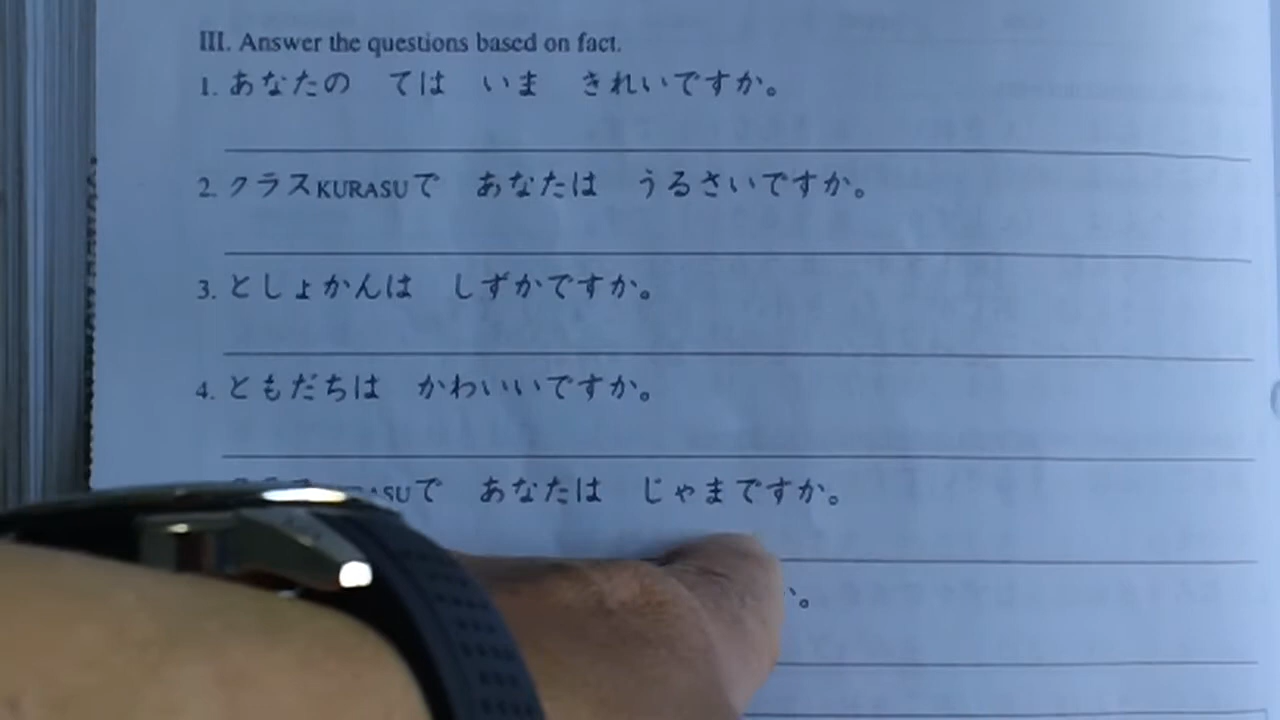 III. Answer the questions based on fact.
1. あなたの　ては　いま　きれいですか。
2. クラスKURASUで　あなたは　うるさいですか。
3. としょかんは　しずかですか。
4. ともだちは　かわいいですか。
で　あなたは　じゃまですか。